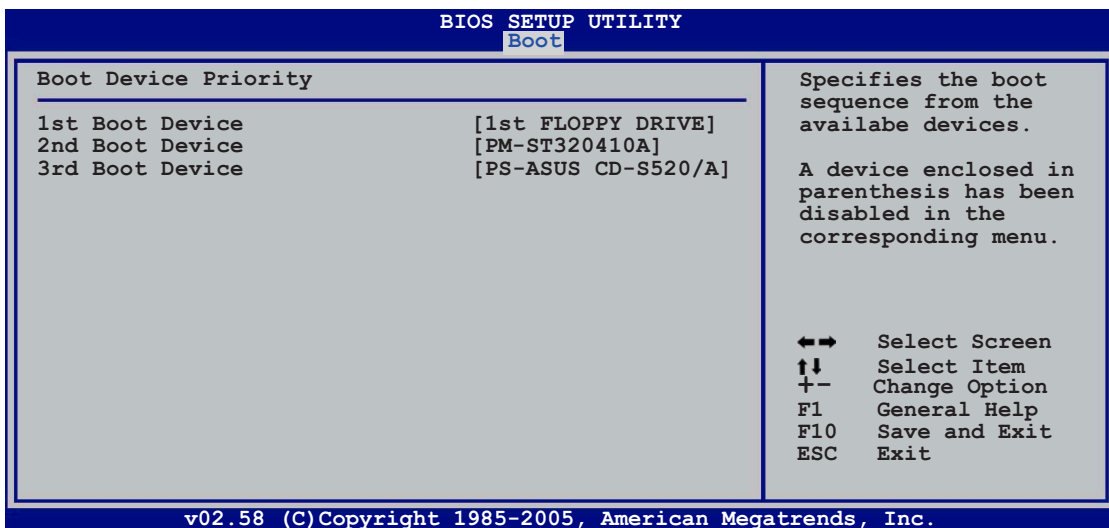 BIOS SETUP UTILITY
Boot
Boot Device Priority
1st Boot Device [1st FLOPPY DRIVE]
2nd Boot Device [PM-ST320410A]
3rd Boot Device [PS-ASUS CD-S520/A]
Specifies the boot
sequence from the
availabe devices.
A device enclosed in
parenthesis has been
disabled in the
corresponding menu.
←→ Select Screen
↑↓ Select Item
+- Change Option
F1 General Help
F10 Save and Exit
ESC Exit
v02.58 (C)Copyright 1985-2005, American Megatrends, Inc.